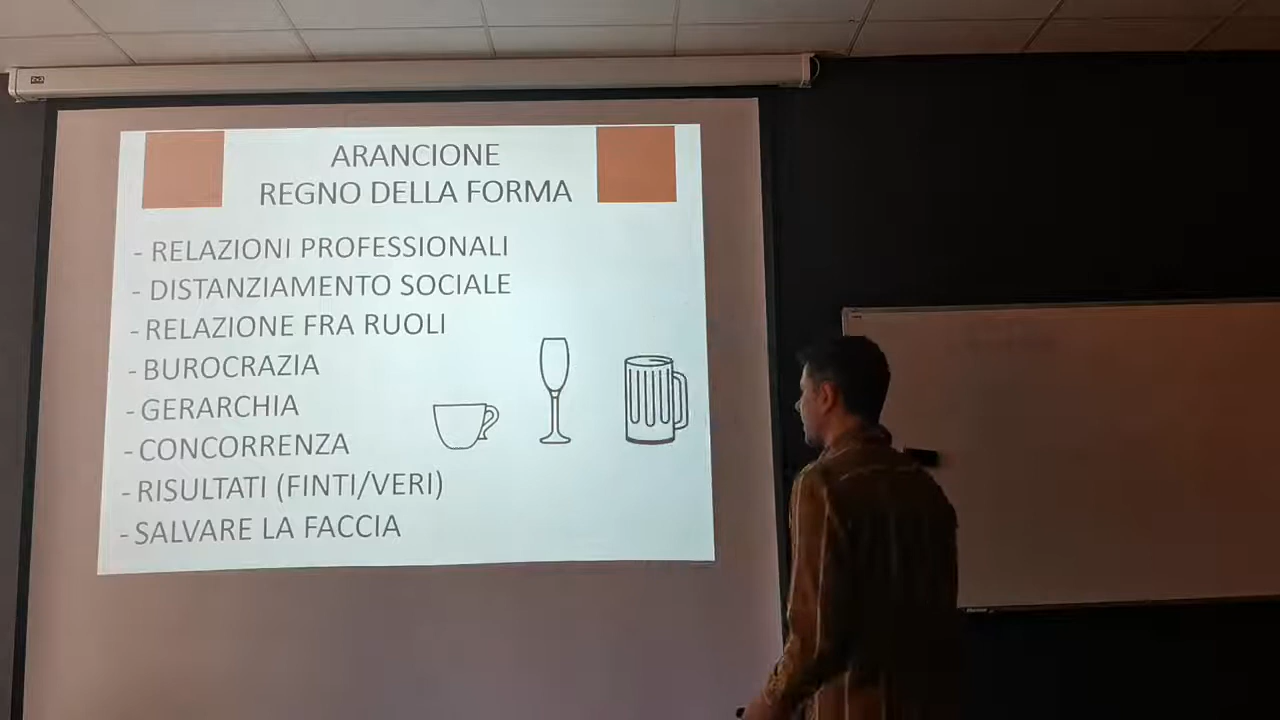 ARANCIONE
REGNO DELLA FORMA
- RELAZIONI PROFESSIONALI
- DISTANZIAMENTO SOCIALE
- RELAZIONE FRA RUOLI
- BUROCRAZIA
- GERARCHIA
- CONCORRENZA
- RISULTATI (FINTI/VERI)
- SALVARE LA FACCIA